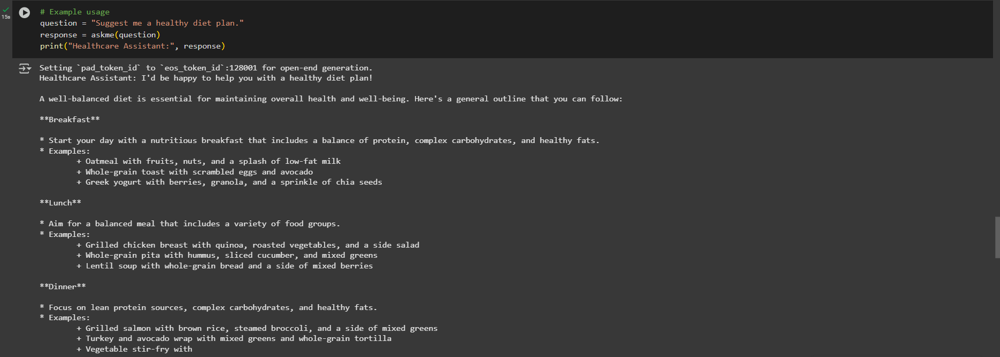 15s
# Example usage
question = "Suggest me a healthy diet plan."
response = askme(question)
print("Healthcare Assistant:", response)
Setting `pad_token_id` to `eos_token_id`:128001 for open-end generation.
Healthcare Assistant: I'd be happy to help you with a healthy diet plan!
A well-balanced diet is essential for maintaining overall health and well-being. Here's a general outline that you can follow:
**Breakfast**
* Start your day with a nutritious breakfast that includes a balance of protein, complex carbohydrates, and healthy fats.
* Examples:
+ Oatmeal with fruits, nuts, and a splash of low-fat milk
+ Whole-grain toast with scrambled eggs and avocado
+ Greek yogurt with berries, granola, and a sprinkle of chia seeds
**Lunch**
* Aim for a balanced meal that includes a variety of food groups.
* Examples:
+ Grilled chicken breast with quinoa, roasted vegetables, and a side salad
+ Whole-grain pita with hummus, sliced cucumber, and mixed greens
+ Lentil soup with whole-grain bread and a side of mixed berries
**Dinner**
* Focus on lean protein sources, complex carbohydrates, and healthy fats.
* Examples:
+ Grilled salmon with brown rice, steamed broccoli, and a side of mixed greens
+ Turkey and avocado wrap with mixed greens and whole-grain tortilla
+ Vegetable stir-fry with